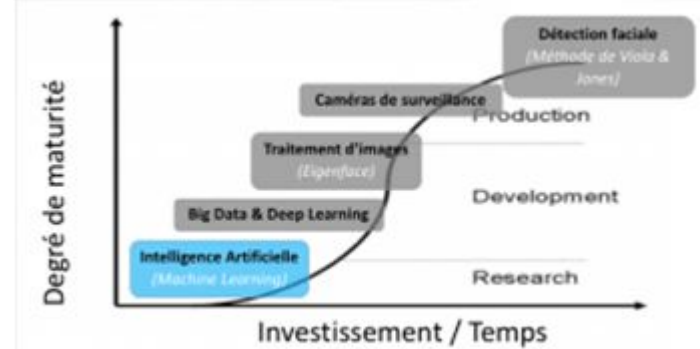 Détection faciale
(Méthode de Viola &
Jones)
Caméras de surveillance
Production
Traitement d'images
(Eigenface)
Development
Big Data & Deep Learning
Intelligence Artificielle
(Machine Learning)
Research
Degré de maturité
Investissement / Temps